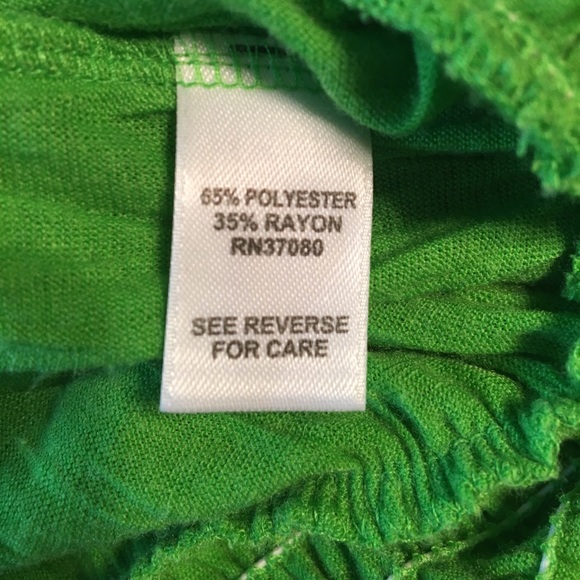 65% POLYESTER
35% RAYON
RN37080
SEE REVERSE
FOR CARE